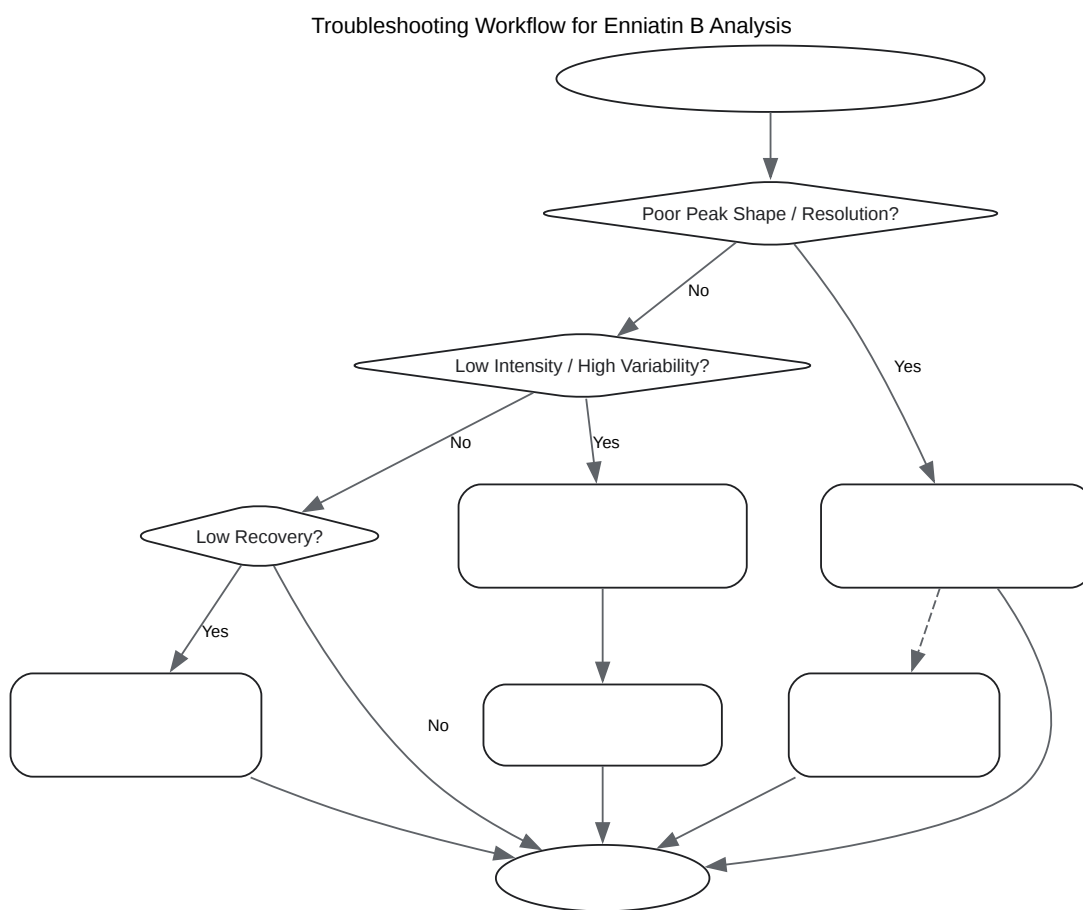 Troubleshooting Workflow for Enniatin B Analysis
Poor Peak Shape / Resolution?
No
Low Intensity / High Variability?
Yes
No
Yes
Low Recovery?
Yes
No